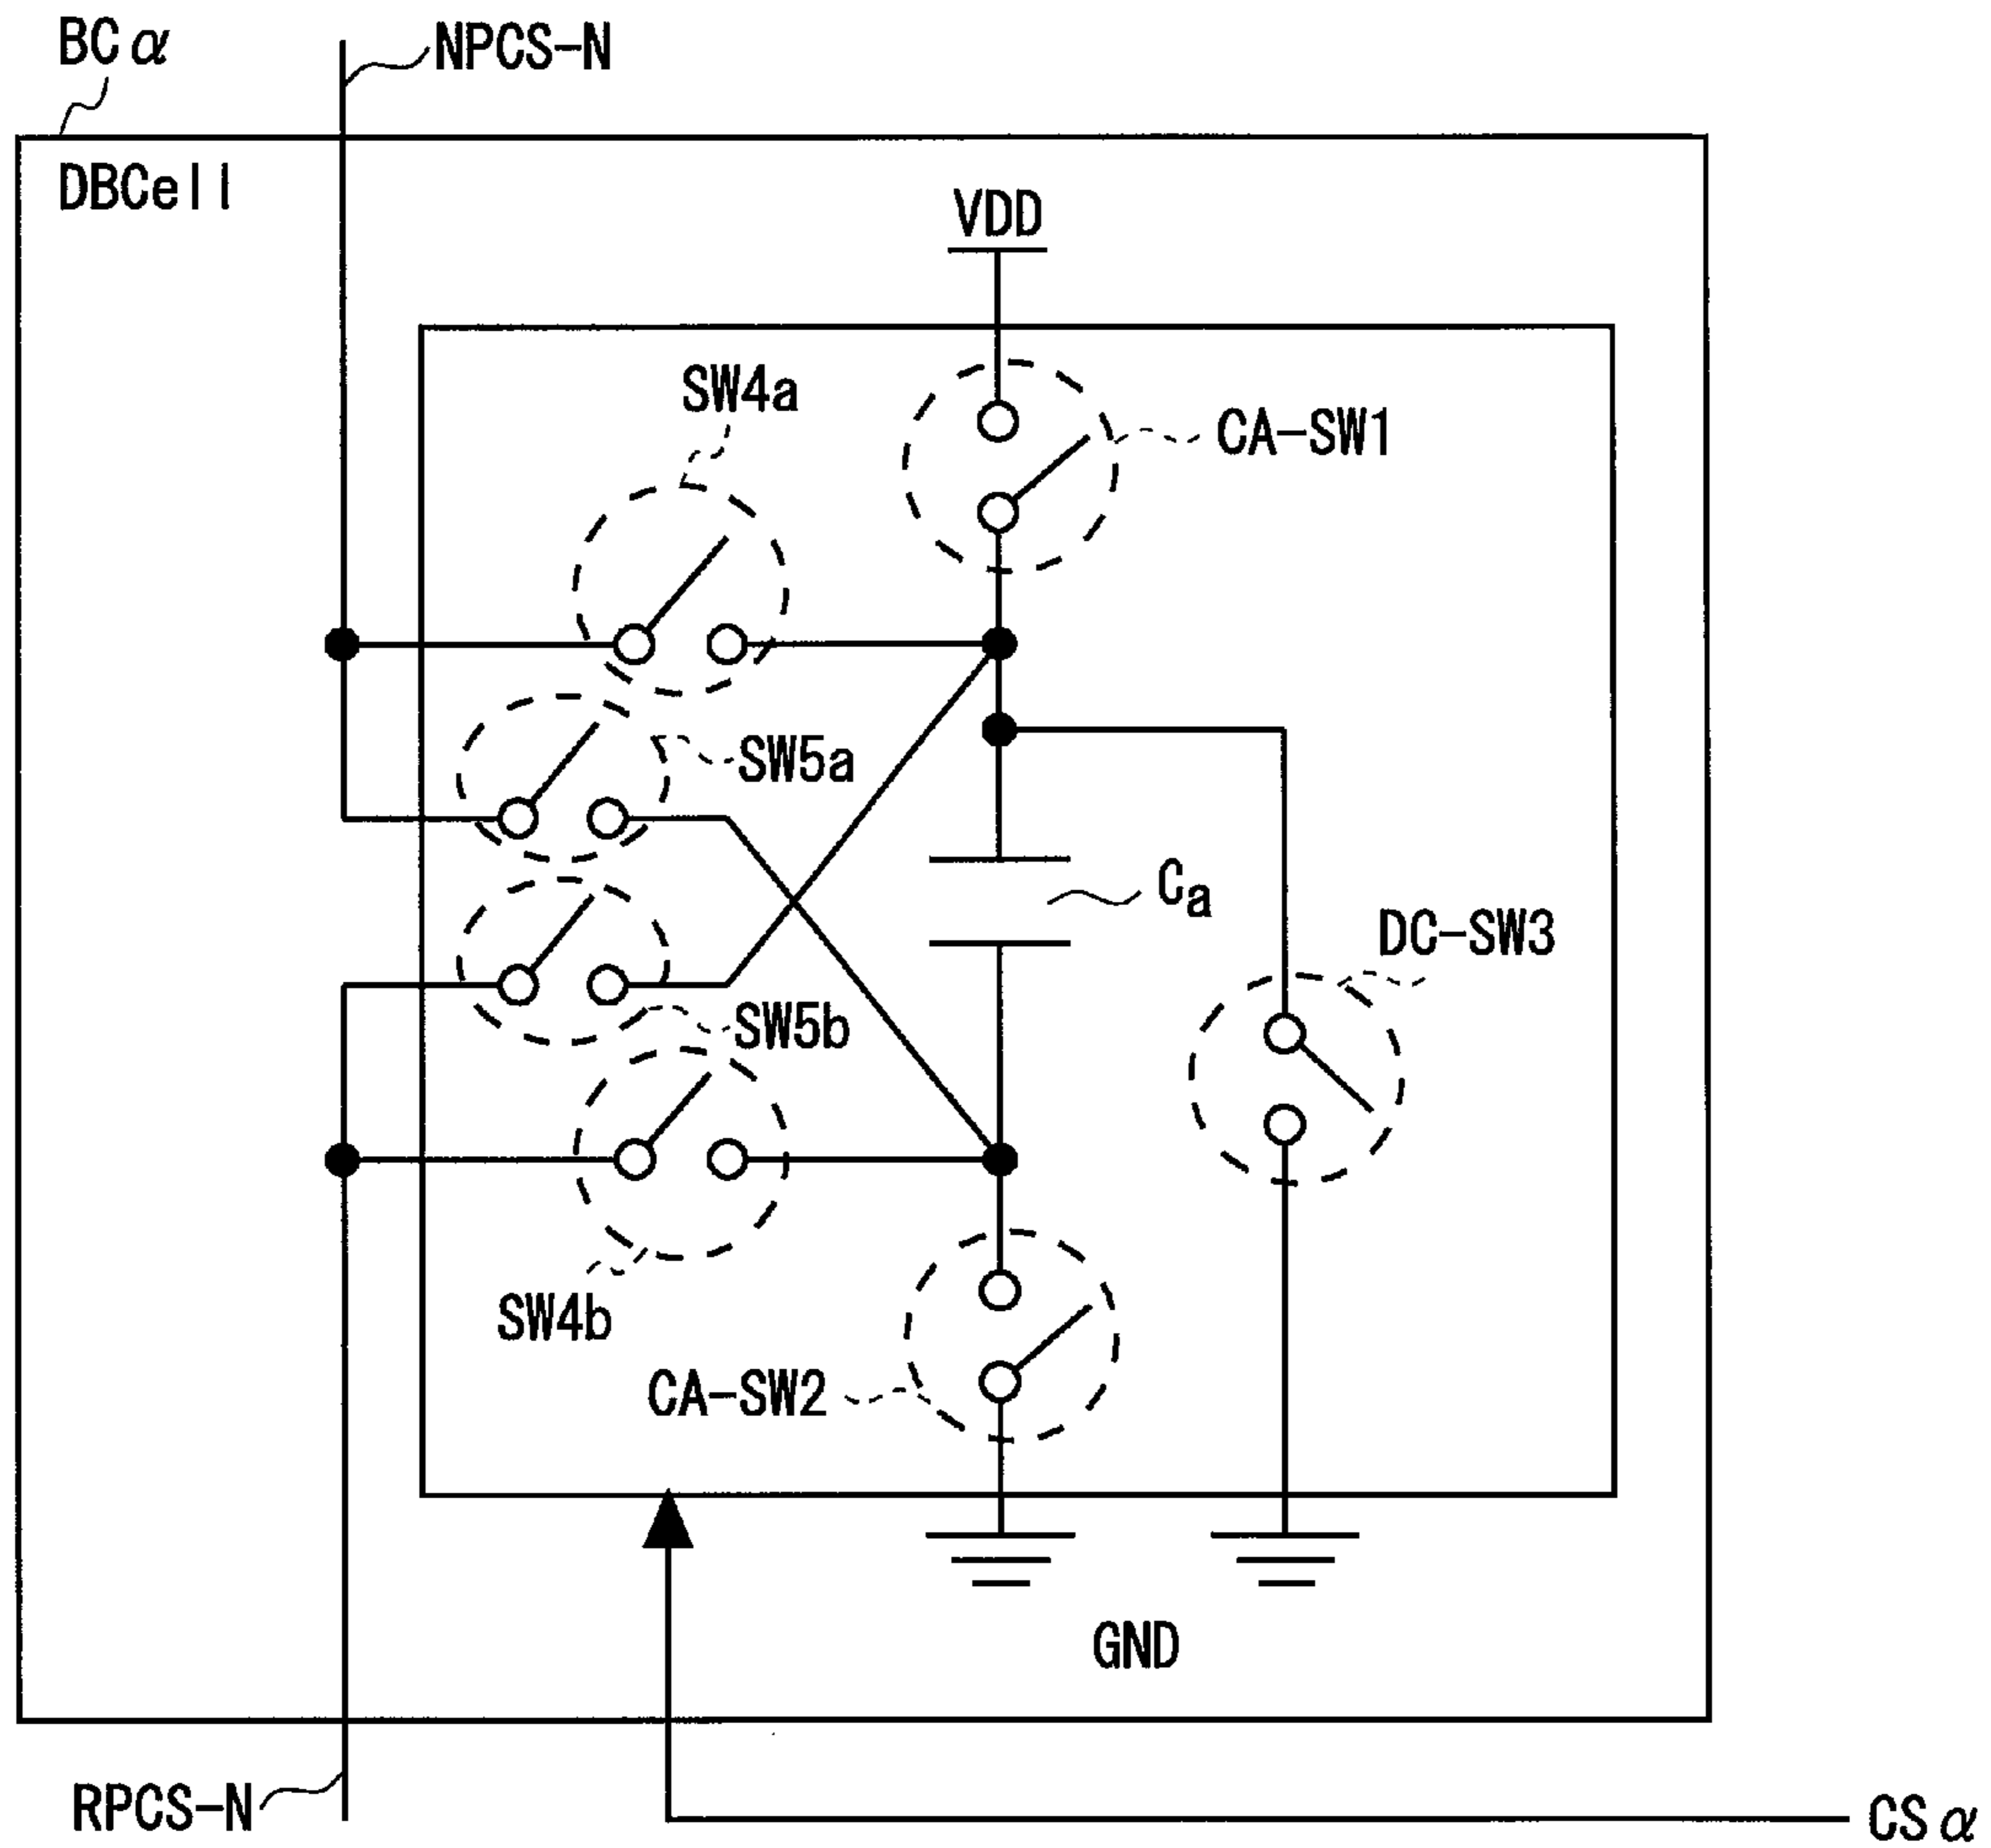 BCα
NPCS-N
DBCell
VDD
SW4a
CA-SW1
SW5a
Ca
DC-SW3
SW5b
SW4b
CA-SW2
GND
RPCS-N
CSα